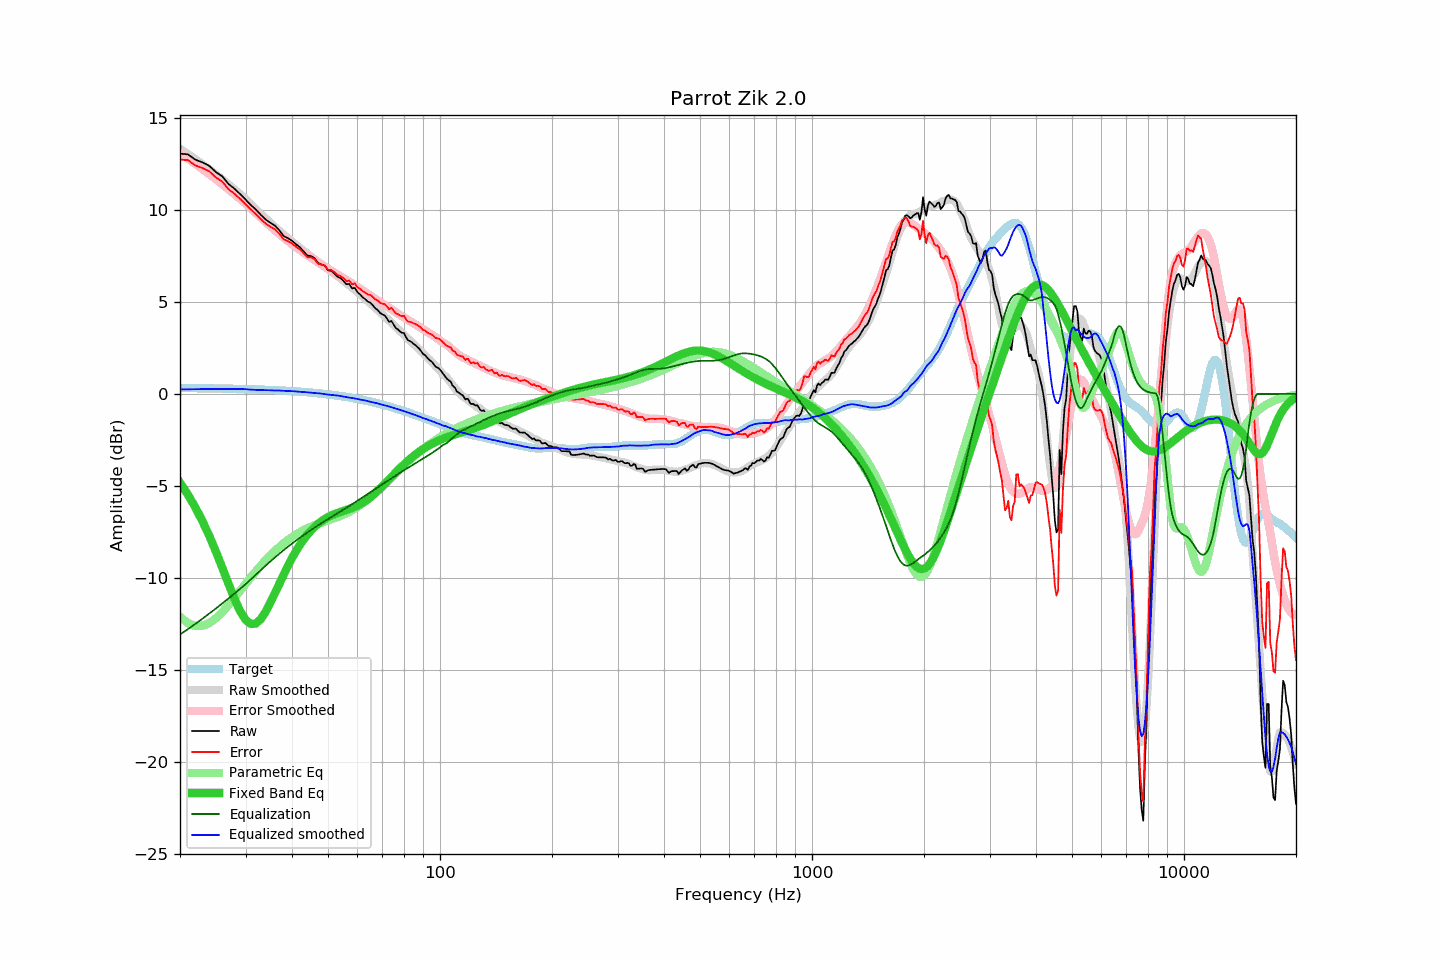 Parrot Zik 2.0
15
10
5
0
−5
−10
−15
−20
−25
Amplitude (dBr)
Target
Raw Smoothed
Error Smoothed
Raw
Error
Parametric Eq
Fixed Band Eq
Equalization
Equalized smoothed
100
1000
10000
Frequency (Hz)